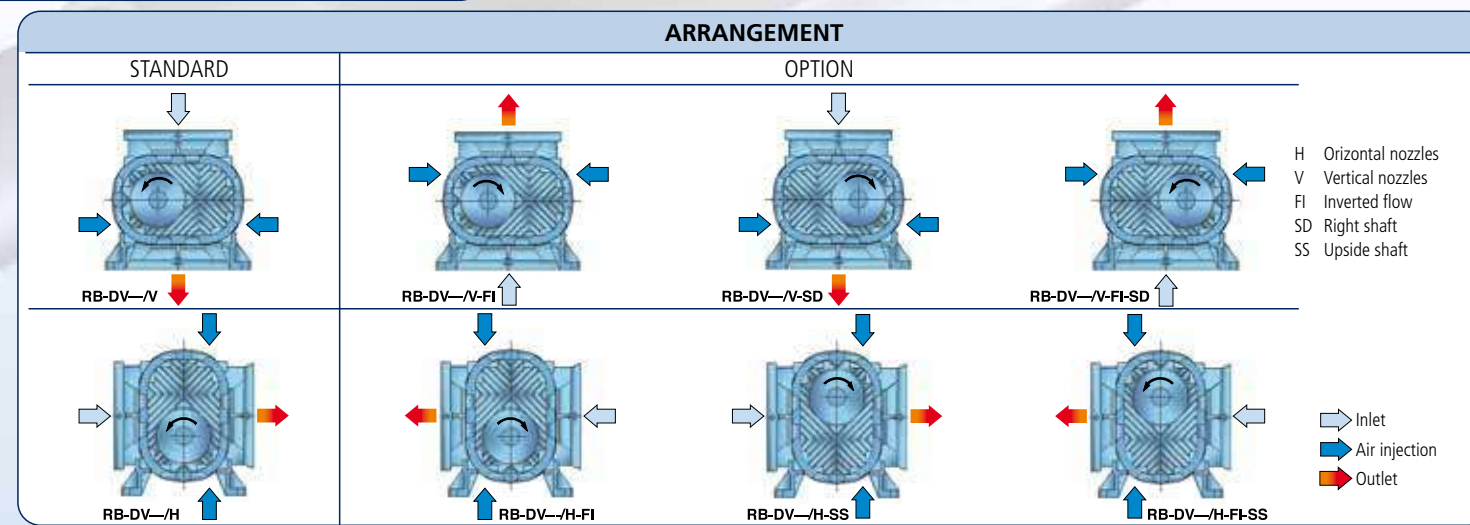 ARRANGEMENT
STANDARD
OPTION
RB-DV—/V
RB-DV—/V-FI
RB-DV—/V-SD
RB-DV—/V-FI-SD
H Orizontal nozzles
V Vertical nozzles
FI Inverted flow
SD Right shaft
SS Upside shaft
RB-DV—/H
RB-DV--/H-FI
RB-DV—/H-SS
RB-DV—/H-FI-SS
Inlet
Air injection
Outlet